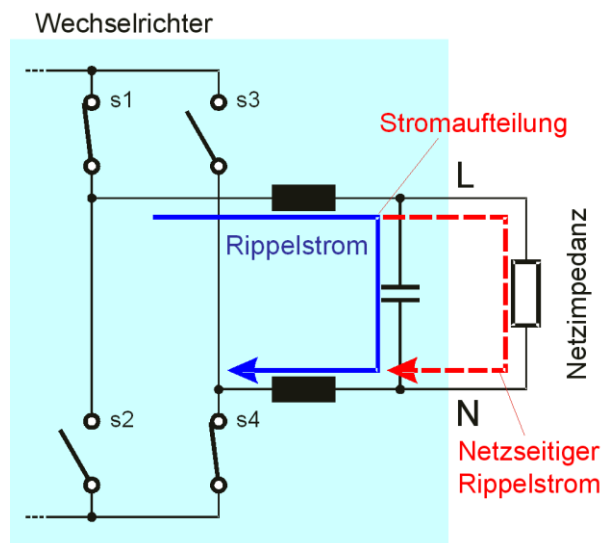 Wechselrichter
s1
s3
Stromaufteilung
L
Rippelstrom
Netzimpedanz
N
s2
s4
Netzseitiger
Rippelstrom